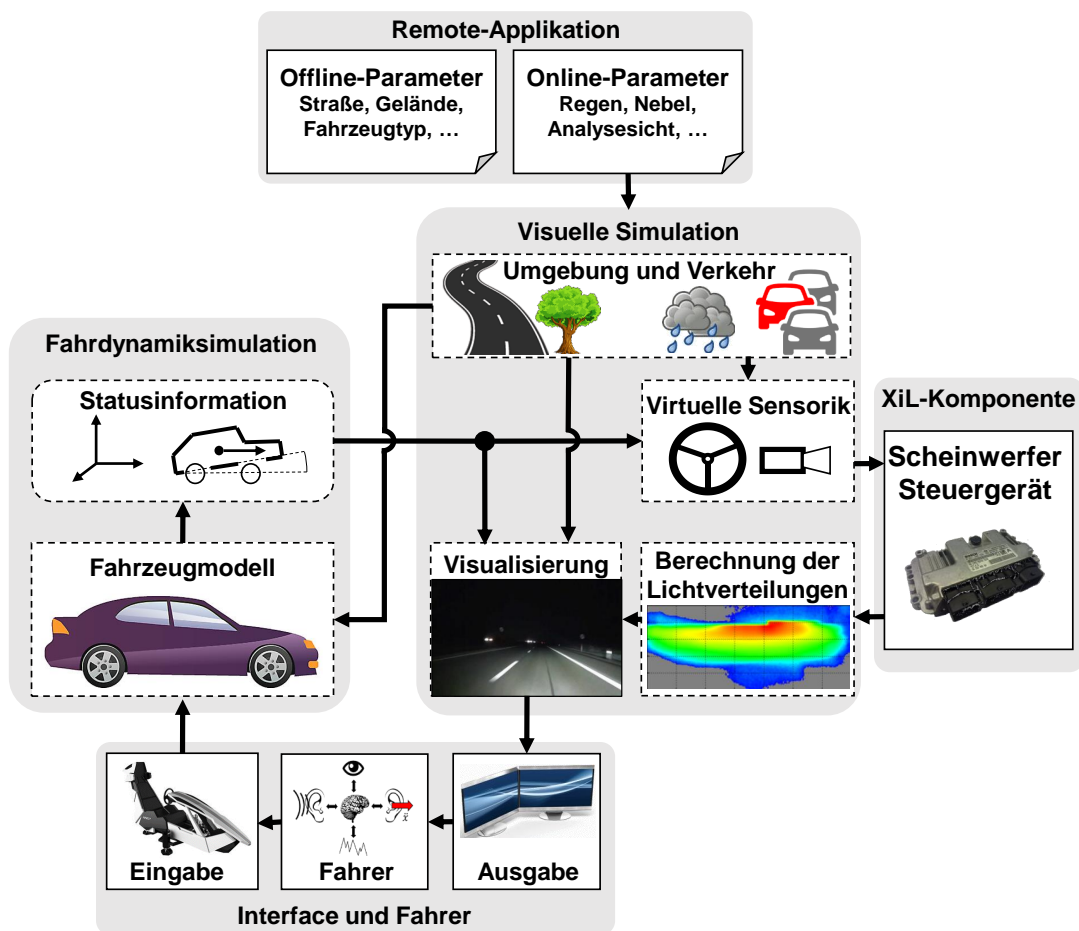 Remote-Applikation
Offline-Parameter
Straße, Gelände,
Fahrzeugtyp, …
Online-Parameter
Regen, Nebel,
Analysesicht, …
Visuelle Simulation
Umgebung und Verkehr
Fahrdynamiksimulation
Statusinformation
Virtuelle Sensorik
XiL-Komponente
Scheinwerfer
Steuergerät
Fahrzeugmodell
Visualisierung
Berechnung der
Lichtverteilungen
Eingabe
Fahrer
Ausgabe
Interface und Fahrer